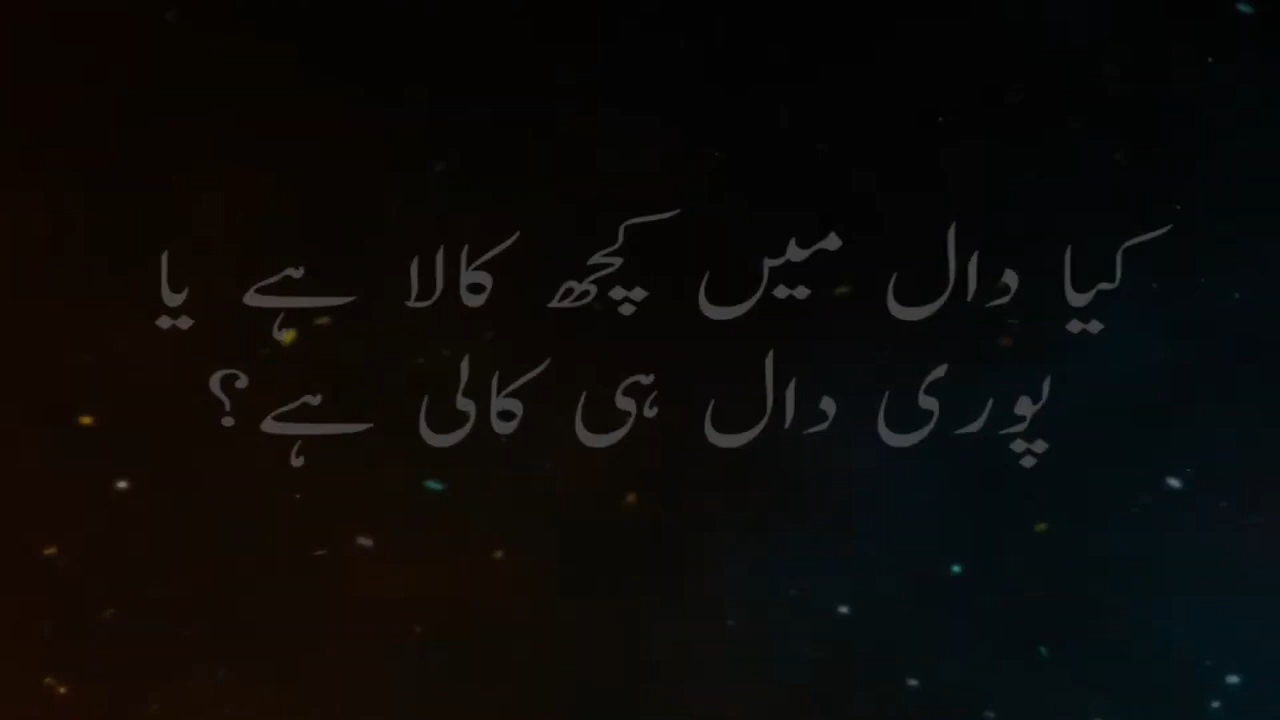 کیا دال میں کچھ کالا ہے یا
پوری دال ہی کالی ہے؟